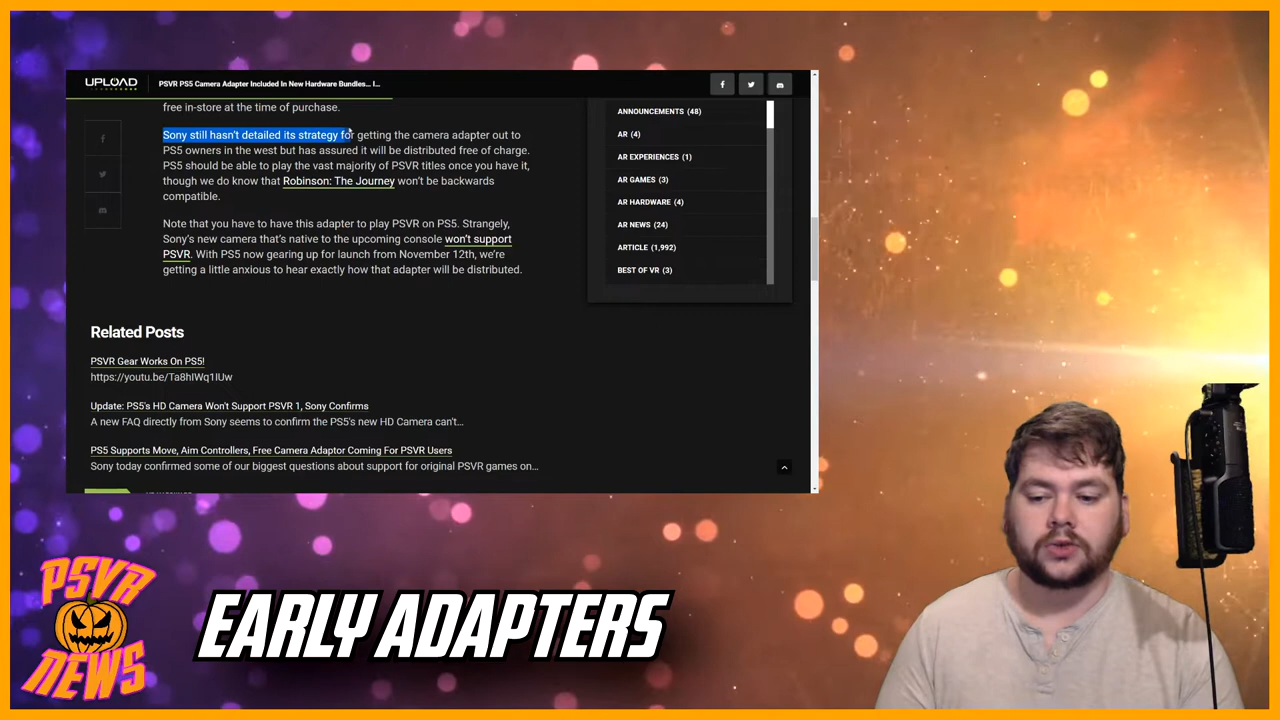 UPLOAD
PSVR PS5 Camera Adapter Included In New Hardware Bundles... I...
free in-store at the time of purchase.
Sony still hasn't detailed its strategy for getting the camera adapter out to
PS5 owners in the west but has assured it will be distributed free of charge.
PS5 should be able to play the vast majority of PSVR titles once you have it,
though we do know that Robinson: The Journey won't be backwards
compatible.
Note that you have to have this adapter to play PSVR on PS5. Strangely,
Sony's new camera that's native to the upcoming console won't support
PSVR. With PS5 now gearing up for launch from November 12th, we're
getting a little anxious to hear exactly how that adapter will be distributed.
ANNOUNCEMENTS (48)
AR (4)
AR EXPERIENCES (1)
AR GAMES (3)
AR HARDWARE (4)
AR NEWS (24)
ARTICLE (1,992)
BEST OF VR (3)
Related Posts
PSVR Gear Works On PS5!
https://youtu.be/Ta8hIWq1IUw
Update: PS5's HD Camera Won't Support PSVR 1, Sony Confirms
A new FAQ directly from Sony seems to confirm the PS5's new HD Camera can't...
PS5 Supports Move, Aim Controllers, Free Camera Adaptor Coming For PSVR Users
Sony today confirmed some of our biggest questions about support for original PSVR games on...
PSVR
NEWS
EARLY ADAPTERS